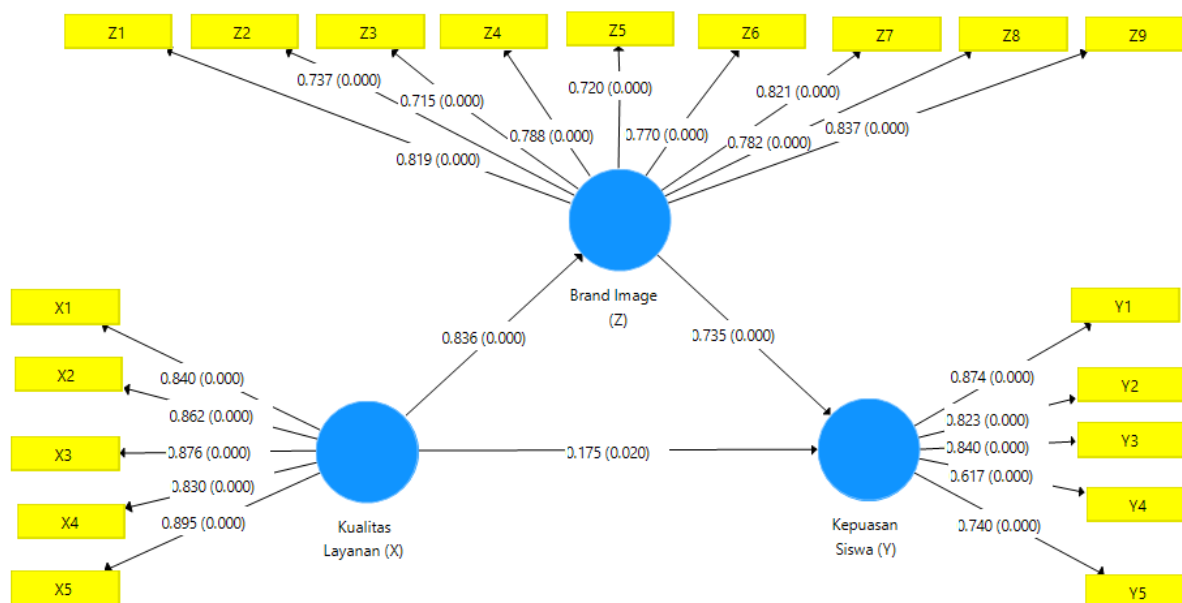 Z1
Z2
Z3
Z4
Z5
Z6
Z7
Z8
Z9
0.737 (0.000)
0.715 (0.000)
0.788 (0.000)
0.819 (0.000)
0.720 (0.000)
0.770 (0.000)
0.821 (0.000)
0.782 (0.000)
0.837 (0.000)
Brand Image
(Z)
0.836 (0.000)
0.735 (0.000)
X1
X2
X3
X4
X5
0.840 (0.000)
0.862 (0.000)
0.876 (0.000)
0.830 (0.000)
0.895 (0.000)
Kualitas
Layanan (X)
0.175 (0.020)
Kepuasan
Siswa (Y)
0.874 (0.000)
0.823 (0.000)
0.840 (0.000)
0.617 (0.000)
0.740 (0.000)
Y1
Y2
Y3
Y4
Y5